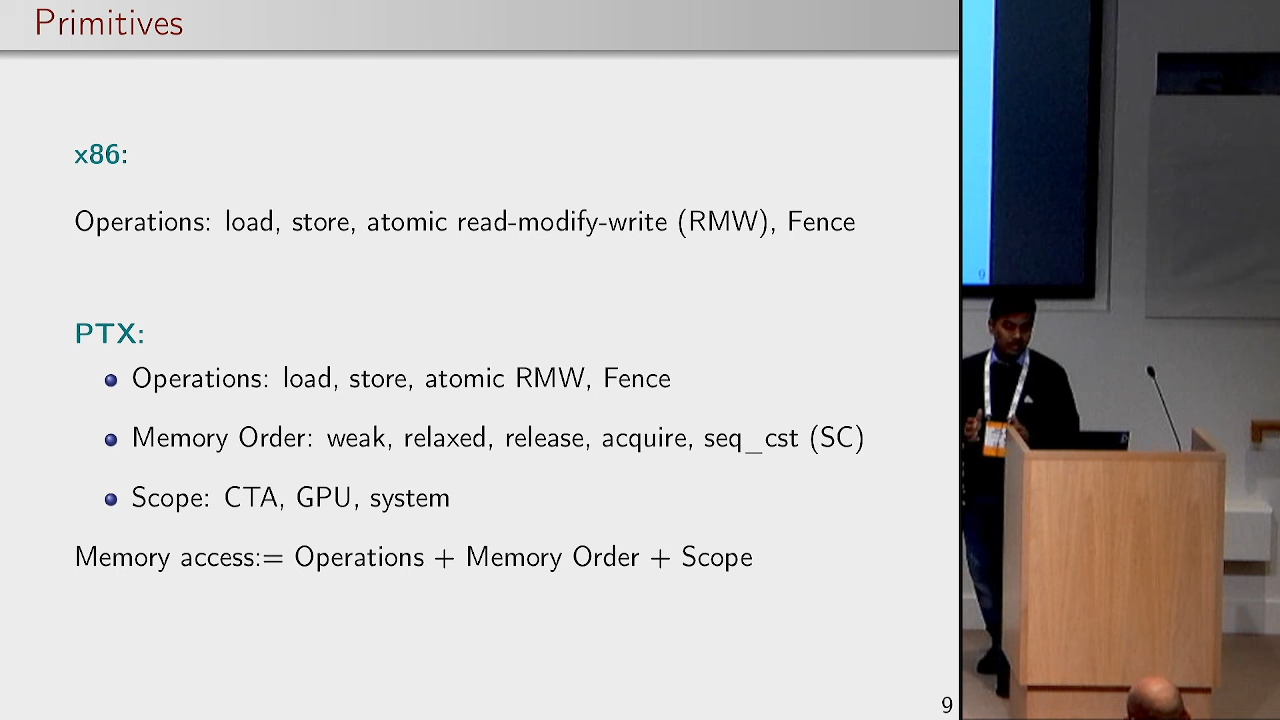 Primitives
x86:
Operations: load, store, atomic read-modify-write (RMW), Fence
PTX:
Operations: load, store, atomic RMW, Fence
Memory Order: weak, relaxed, release, acquire, seq_cst (SC)
Scope: CTA, GPU, system
Memory access:= Operations + Memory Order + Scope
9
9